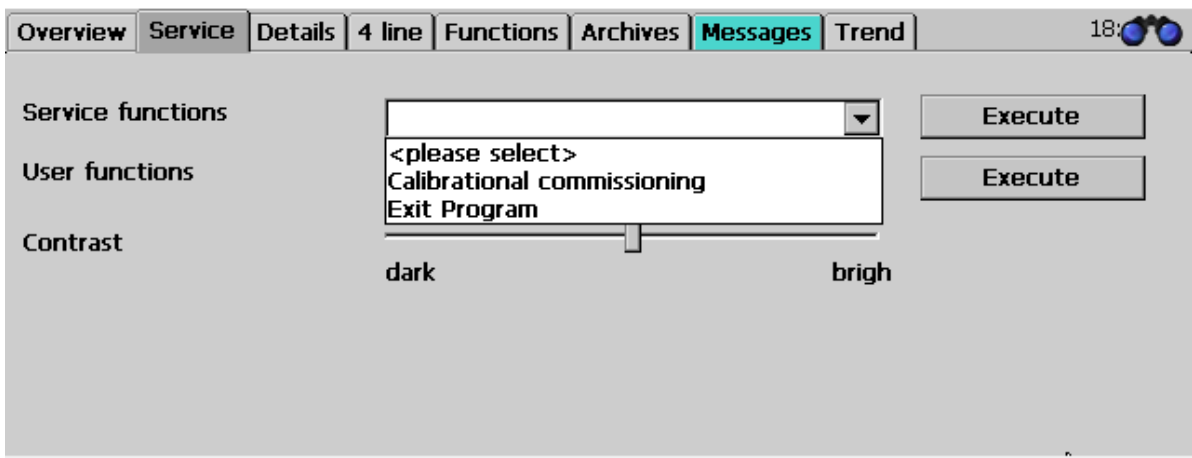 Overview Service Details 4 line Functions Archives Messages Trend 18:
Service functions Execute
<please select>
User functions Execute
Calibrational commissioning
Exit Program
Contrast
dark brigh